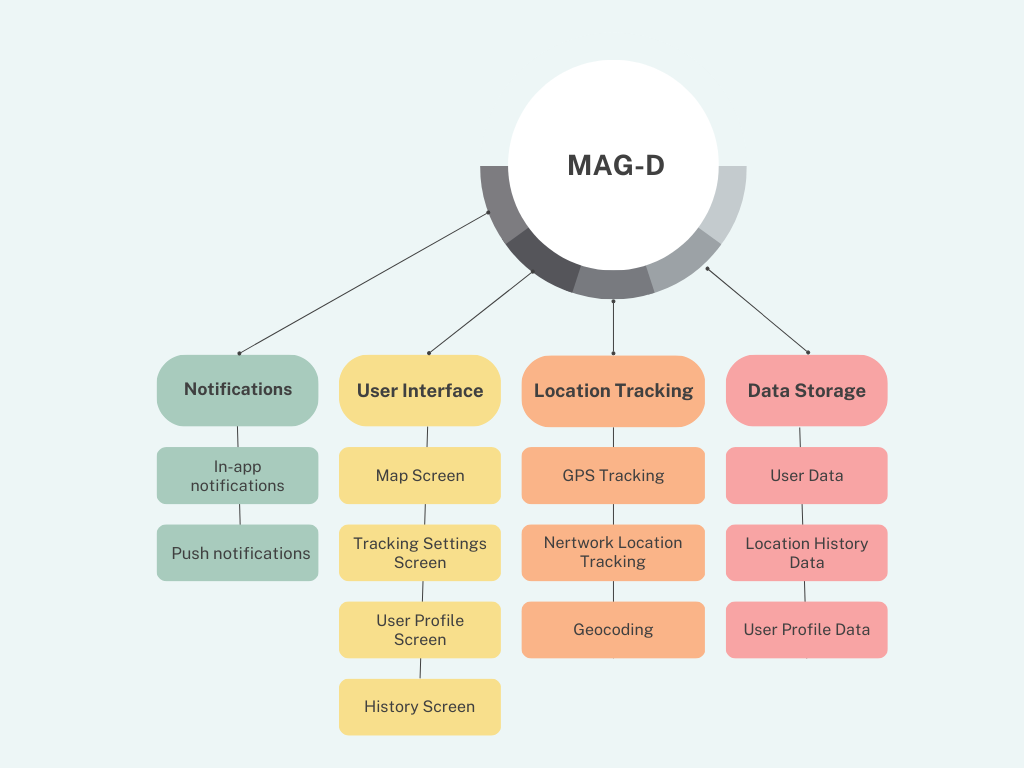 MAG-D
Notifications
In-app
notifications
Push notifications
User Interface
Map Screen
Tracking Settings
Screen
User Profile
Screen
History Screen
Location Tracking
GPS Tracking
Nertwork Location
Tracking
Geocoding
Data Storage
User Data
Location History
Data
User Profile Data